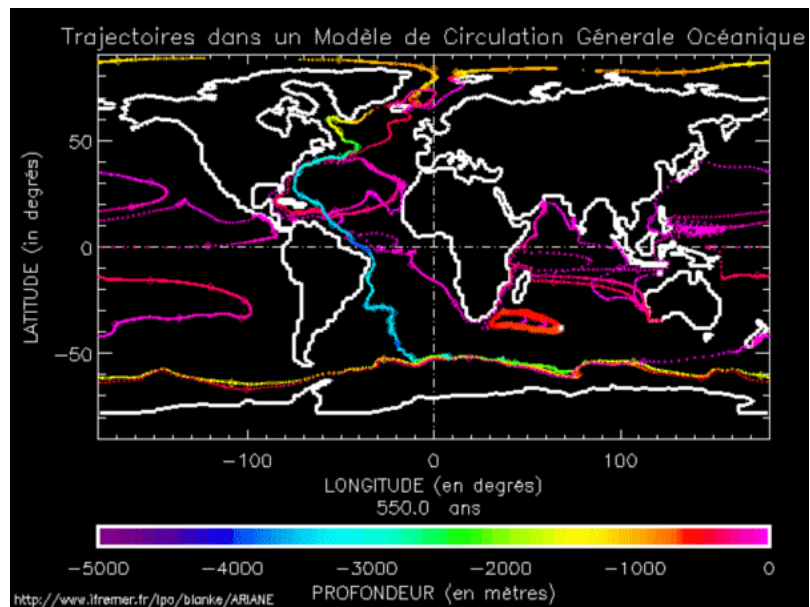 Trajectoires dans un Modèle de Circulation Générale Océanique
LATITUDE (in degrés)
50
0
−50
−100 0 100
LONGITUDE (en degrés)
550.0 ans
−5000 −4000 −3000 −2000 −1000 0
PROFONDEUR (en mètres)
http://www.ifremer.fr/lpo/blanke/ARIANE